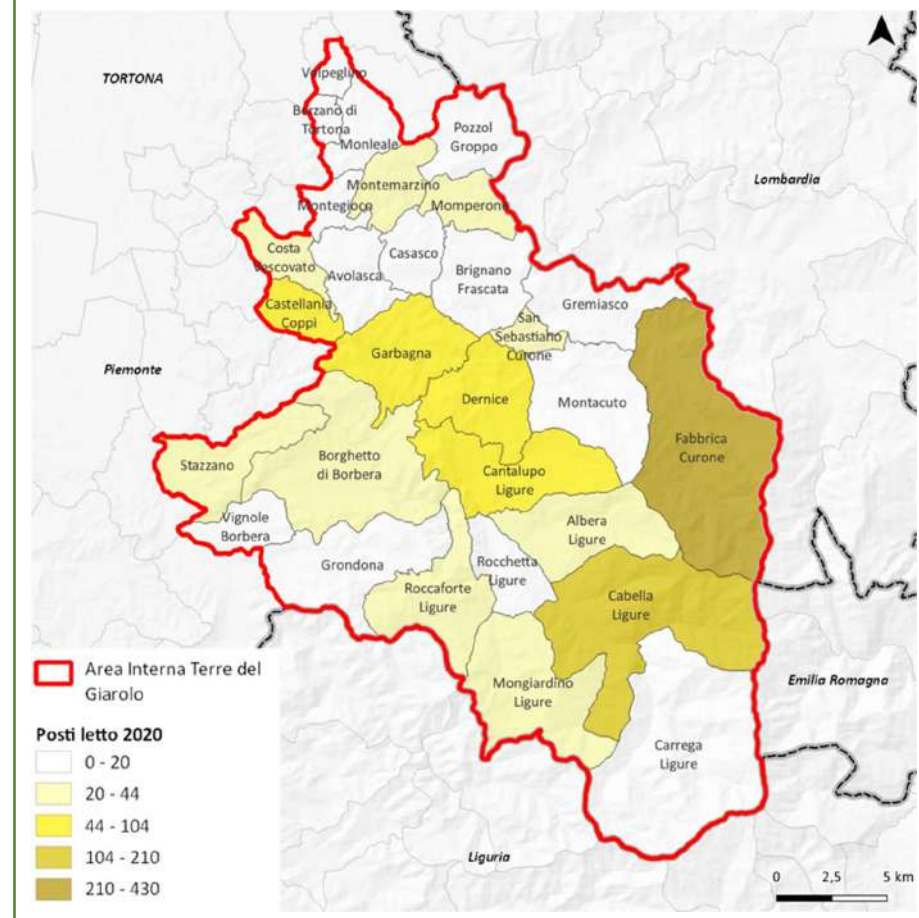 Volpeglino
TORTONA
Berzano di
Tortona
Pozzol
Groppo
Monleale
Lombardia
Montemarzino
Montegioco
Momperone
Costa
Vescovato
Casasco
Avolasca
Brignano
Frascata
Castellania
Coppi
Gremiasco
San
Sebastiano
Curone
Garbagna
Piemonte
Dernice
Montacuto
Fabbrica
Curone
Stazzano
Borghetto
di Borbera
Cantalupo
Ligure
Vignole
Borbera
Albera
Ligure
Grondona
Rocchetta
Ligure
Roccaforte
Ligure
Cabella
Ligure
Mongiardino
Ligure
Emilia Romagna
Carrega
Ligure
Liguria
Area Interna Terre del
Giarolo
Posti letto 2020
0 - 20
20 - 44
44 - 104
104 - 210
210 - 430
0 2,5 5 km